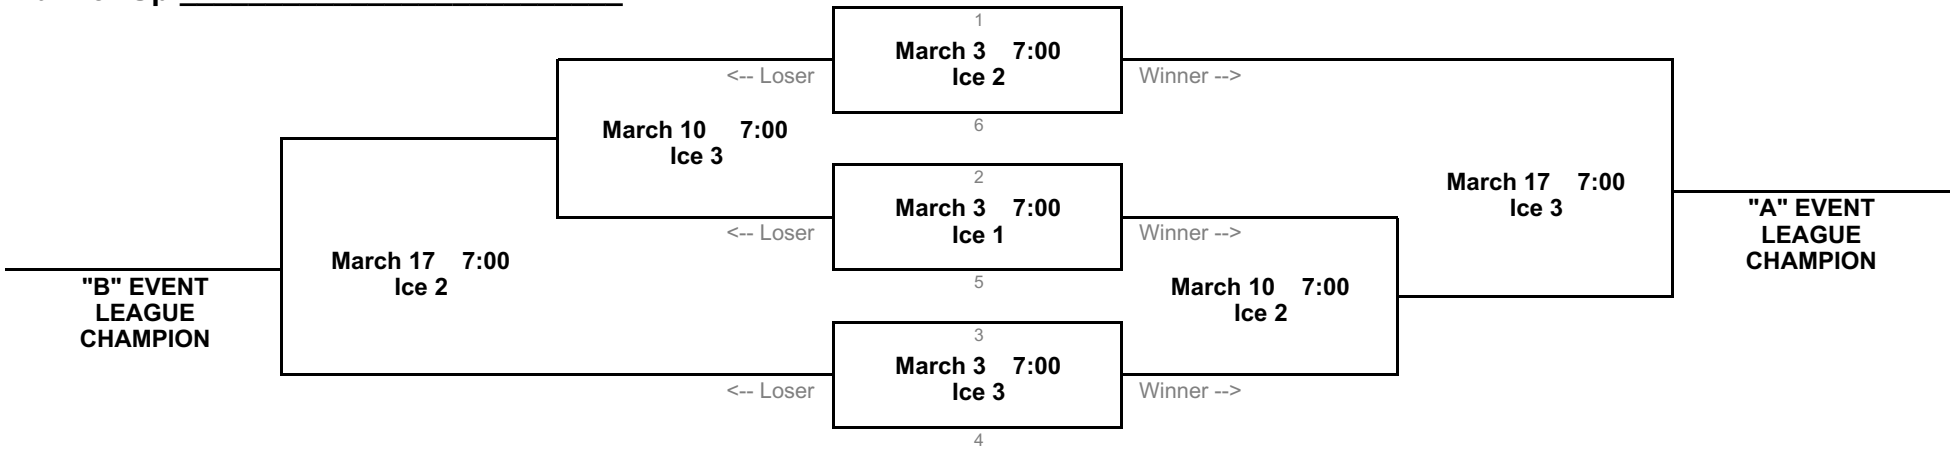 1
March 3 7:00
Ice 2
<-- Loser
Winner -->
6
March 10 7:00
Ice 3
2
March 3 7:00
Ice 1
<-- Loser
Winner -->
5
March 17 7:00
Ice 3
"A" EVENT
LEAGUE
CHAMPION
March 17 7:00
Ice 2
"B" EVENT
LEAGUE
CHAMPION
March 10 7:00
Ice 2
3
March 3 7:00
Ice 3
<-- Loser
Winner -->
4